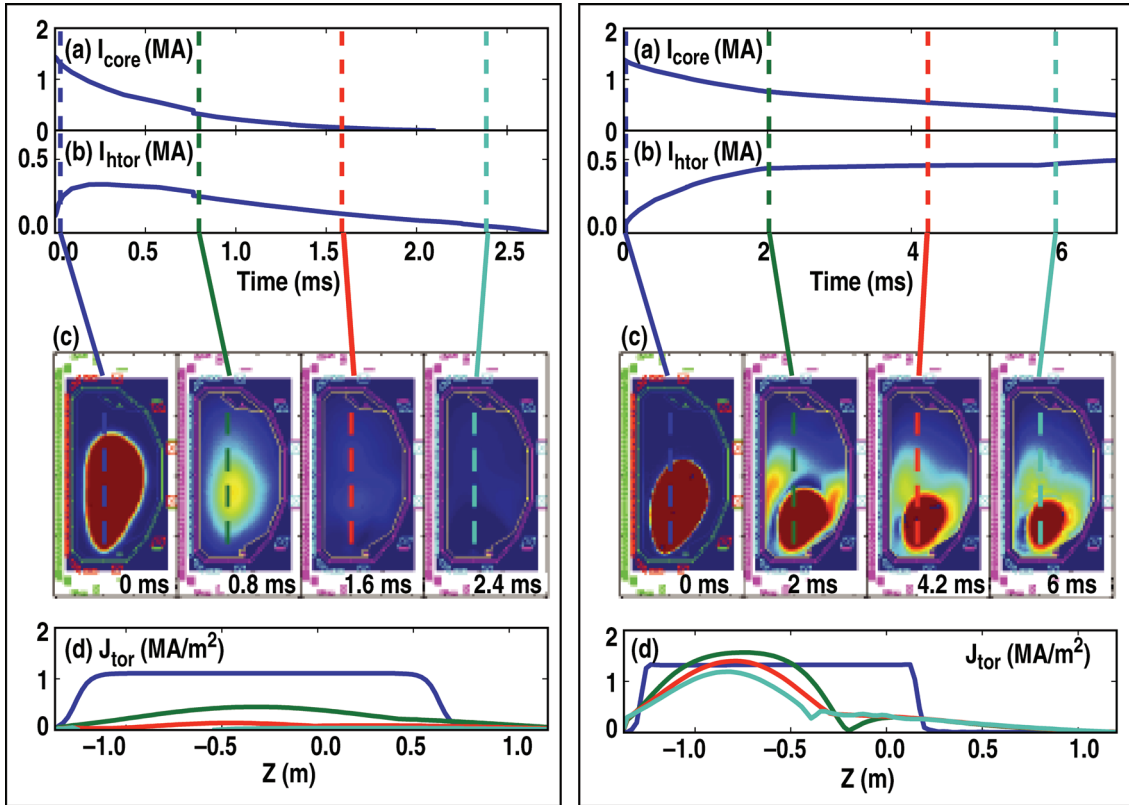 2
(a) I_core (MA)
1
0
(b) I_htor (MA)
0.5
0.0
0.0 0.5 1.0 1.5 2.0 2.5
Time (ms)
(c)
0 ms 0.8 ms 1.6 ms 2.4 ms
2
(d) J_tor (MA/m²)
1
0
−1.0 −0.5 0.0 0.5 1.0
Z (m)
2
(a) I_core (MA)
1
0
(b) I_htor (MA)
0.5
0.0
0 2 4 6
Time (ms)
(c)
0 ms 2 ms 4.2 ms 6 ms
2
(d) J_tor (MA/m²)
1
0
−1.0 −0.5 0.0 0.5 1.0
Z (m)